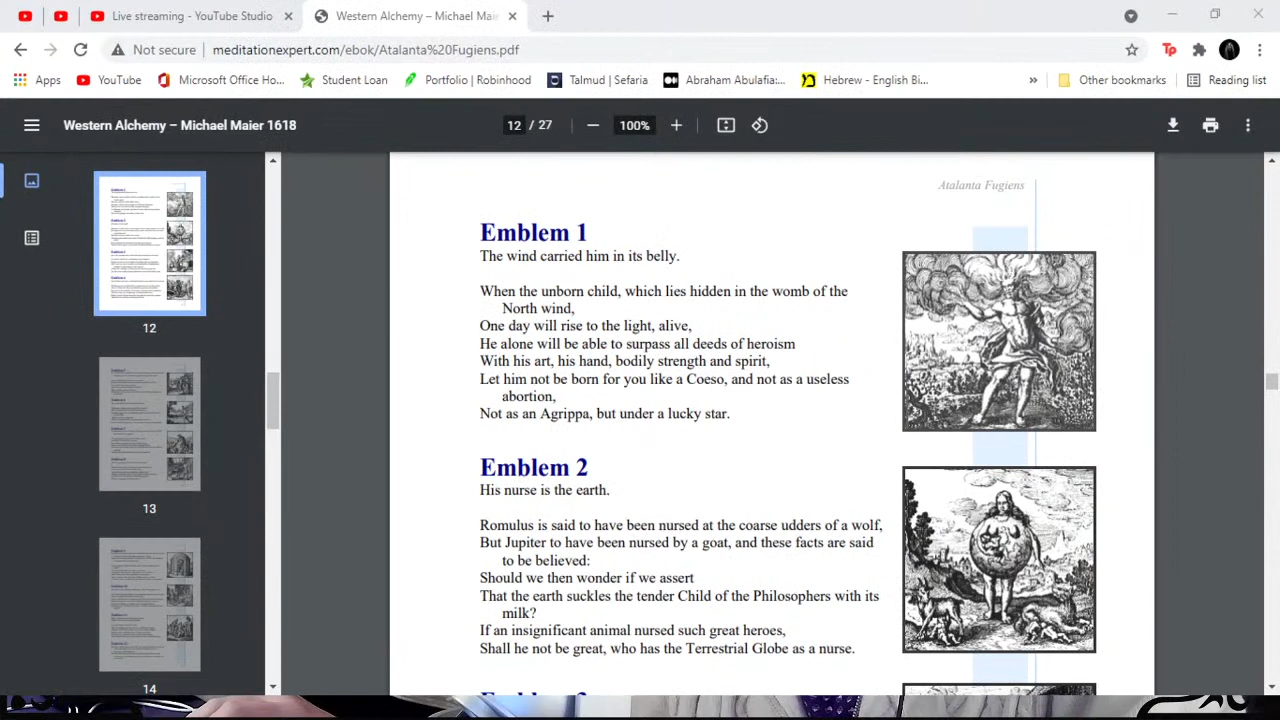 Live streaming - YouTube Studio
Western Alchemy – Michael Mai
Not secure
meditationexpert.com/ebok/Atalanta%20Fugiens.pdf
Tp
Apps
YouTube
Microsoft Office Ho...
Student Loan
Portfolio | Robinhood
Talmud | Sefaria
Abraham Abulafia:...
Hebrew - English Bi...
»
Other bookmarks
Reading list
Western Alchemy – Michael Maier 1618
12 / 27
100%
12
13
14
Atalanta Fugiens
Emblem 1
The wind carried him in its belly.
When the unborn child, which lies hidden in the womb of the
North wind,
One day will rise to the light, alive,
He alone will be able to surpass all deeds of heroism
With his art, his hand, bodily strength and spirit,
Let him not be born for you like a Coeso, and not as a useless
abortion,
Not as an Agrippa, but under a lucky star.
Emblem 2
His nurse is the earth.
Romulus is said to have been nursed at the coarse udders of a wolf,
But Jupiter to have been nursed by a goat, and these facts are said
to be believed:
Should we then wonder if we assert
That the earth suckles the tender Child of the Philosophers with its
milk?
If an insignificant animal nursed such great heroes,
Shall he not be great, who has the Terrestrial Globe as a nurse.